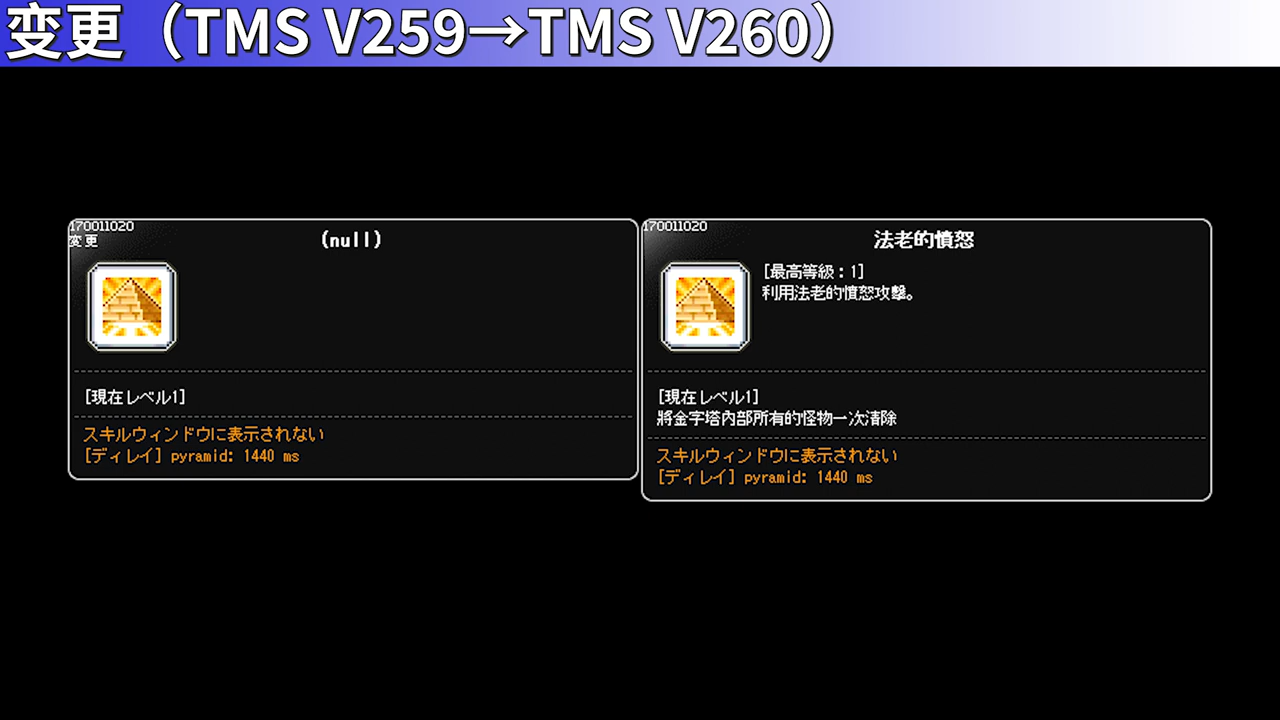 変更（TMS V259→TMS V260）
170011020
変更
(null)
[現在レベル1]
スキルウィンドウに表示されない
[ディレイ] pyramid: 1440 ms
170011020
法老的憤怒
[最高等級：1]
利用法老的憤怒攻擊。
[現在レベル1]
將金字塔內部所有的怪物一次清除
スキルウィンドウに表示されない
[ディレイ] pyramid: 1440 ms